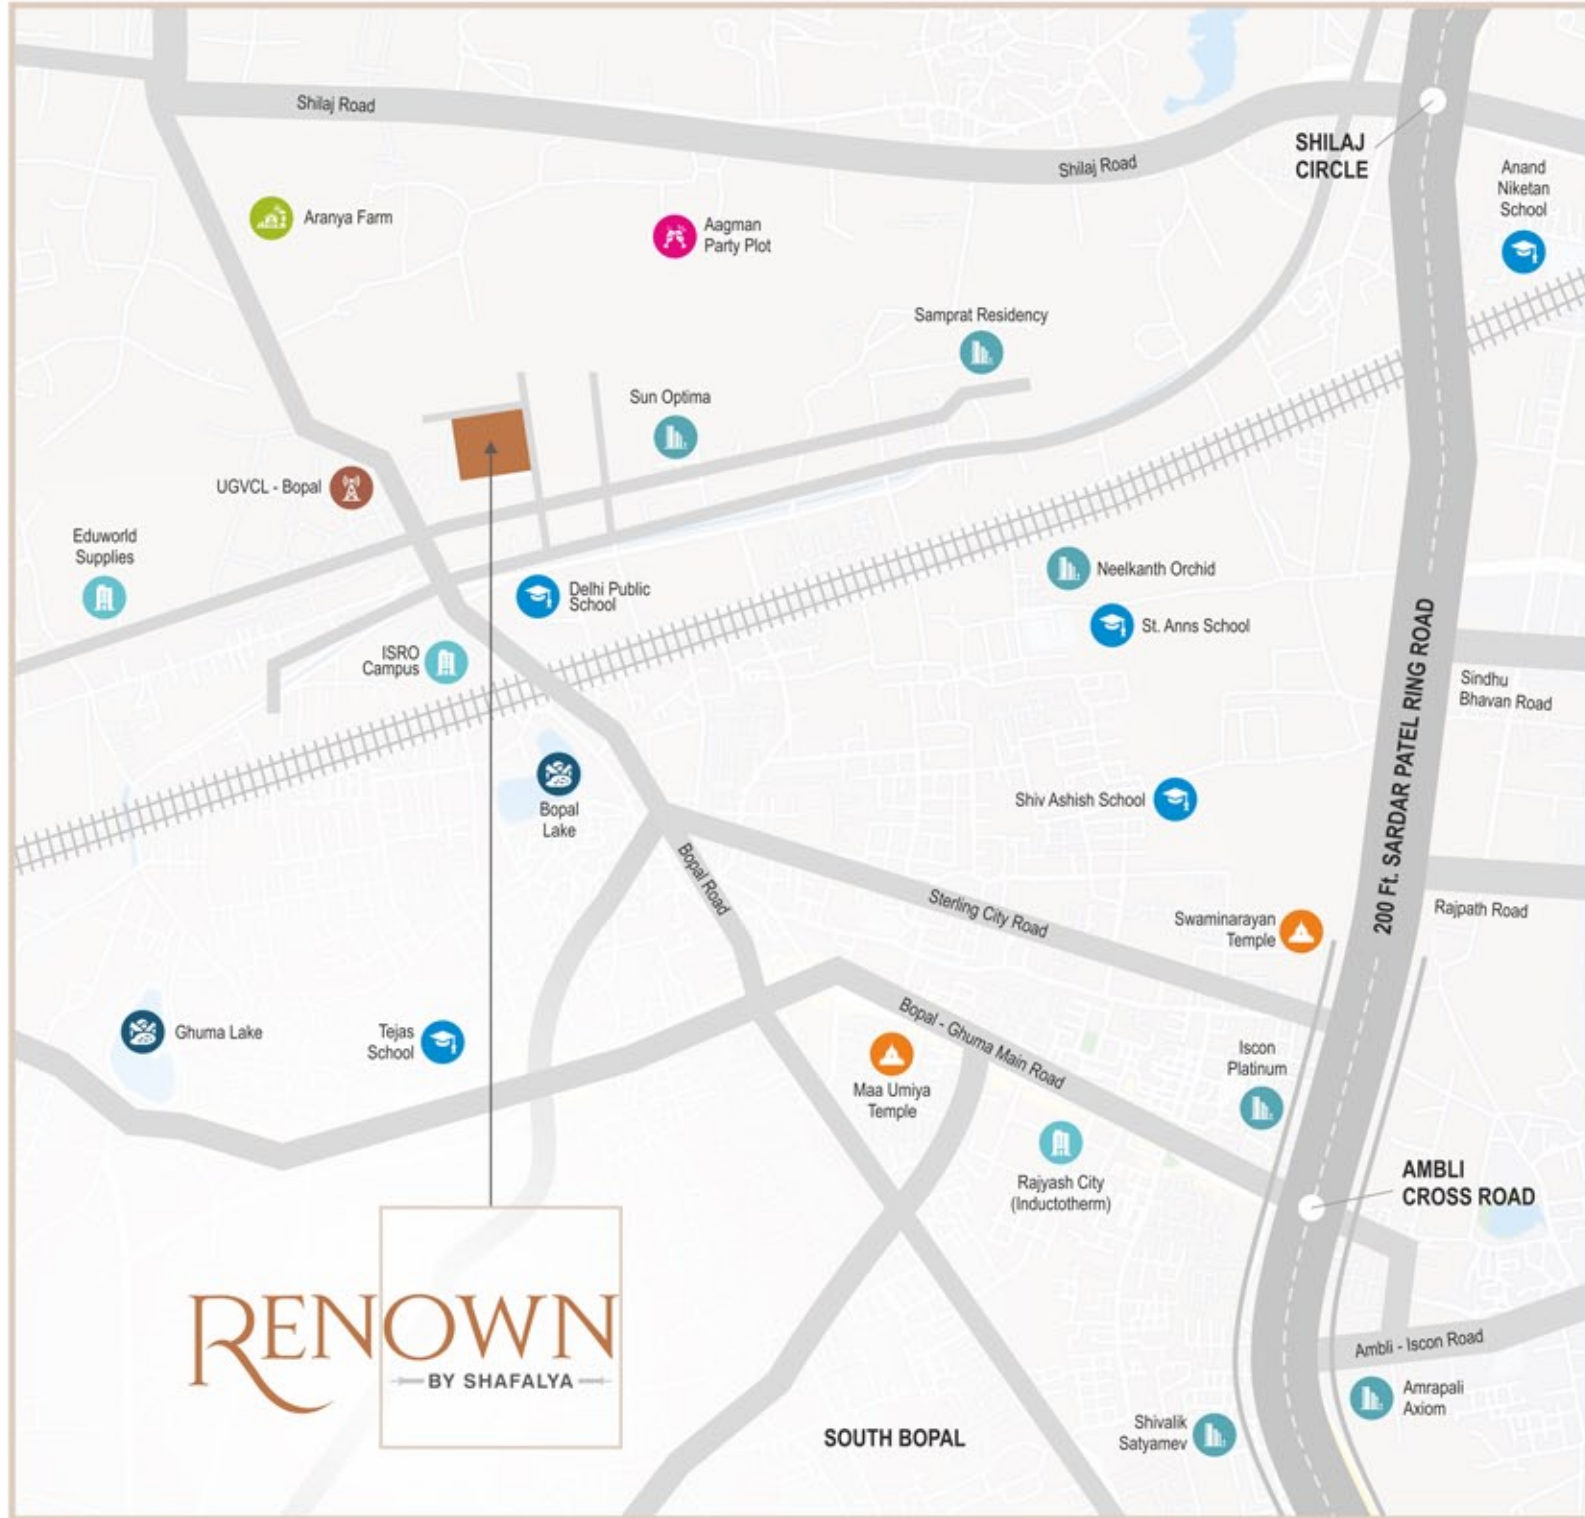 Shilaj Road
Shilaj Road
SHILAJ
CIRCLE
Anand
Niketan
School
Aranya Farm
Aagman
Party Plot
Samprat Residency
Sun Optima
UGVCL - Bopal
Eduworld
Supplies
Delhi Public
School
Neelkanth Orchid
St. Anns School
ISRO
Campus
Sindhu
Bhavan Road
200 Ft. SARDAR PATEL RING ROAD
Bopal
Lake
Shiv Ashish School
Bopal Road
Sterling City Road
Swaminarayan
Temple
Rajpath Road
Ghuma Lake
Tejas
School
Bopal - Ghuma Main Road
Maa Umiya
Temple
Iscon
Platinum
Rajyash City
(Inductotherm)
AMBLI
CROSS ROAD
RENOWN
BY SHAFALYA
Ambli - Iscon Road
Amrapali
Axiom
Shivalik
Satyamev
SOUTH BOPAL